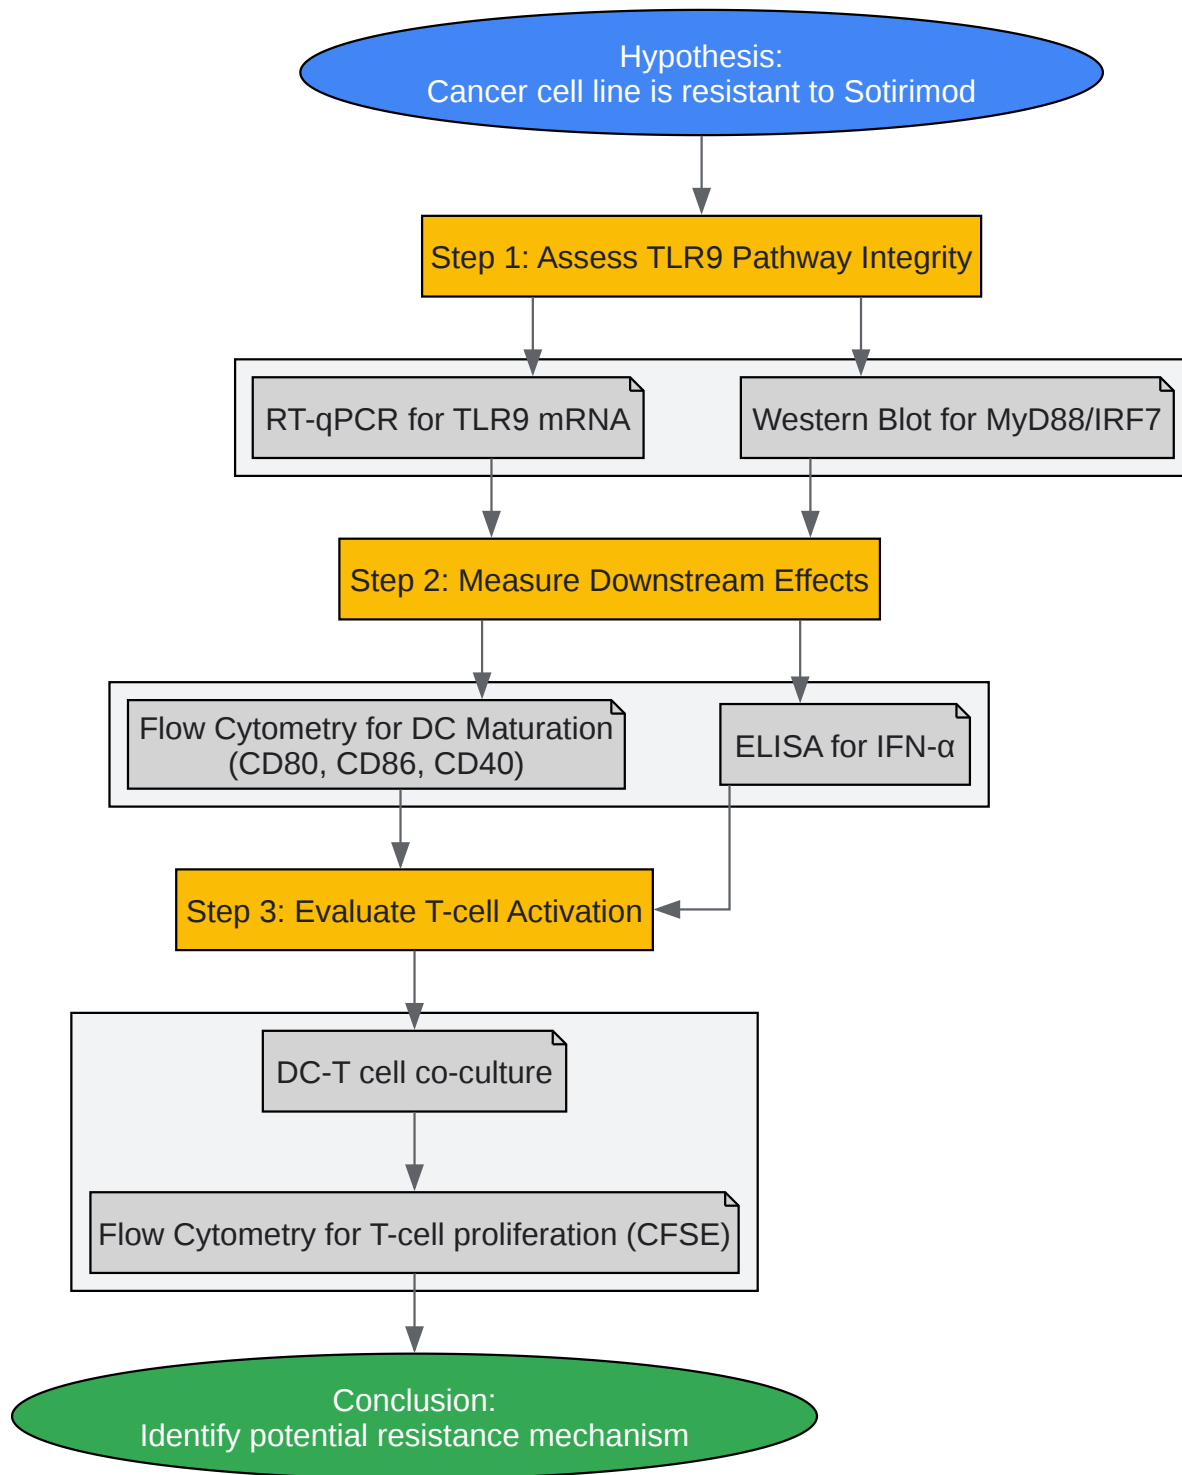 Hypothesis:
Cancer cell line is resistant to Sotirimod
Step 1: Assess TLR9 Pathway Integrity
RT-qPCR for TLR9 mRNA
Western Blot for MyD88/IRF7
Step 2: Measure Downstream Effects
Flow Cytometry for DC Maturation
(CD80, CD86, CD40)
ELISA for IFN-α
Step 3: Evaluate T-cell Activation
DC-T cell co-culture
Flow Cytometry for T-cell proliferation (CFSE)
Conclusion:
Identify potential resistance mechanism